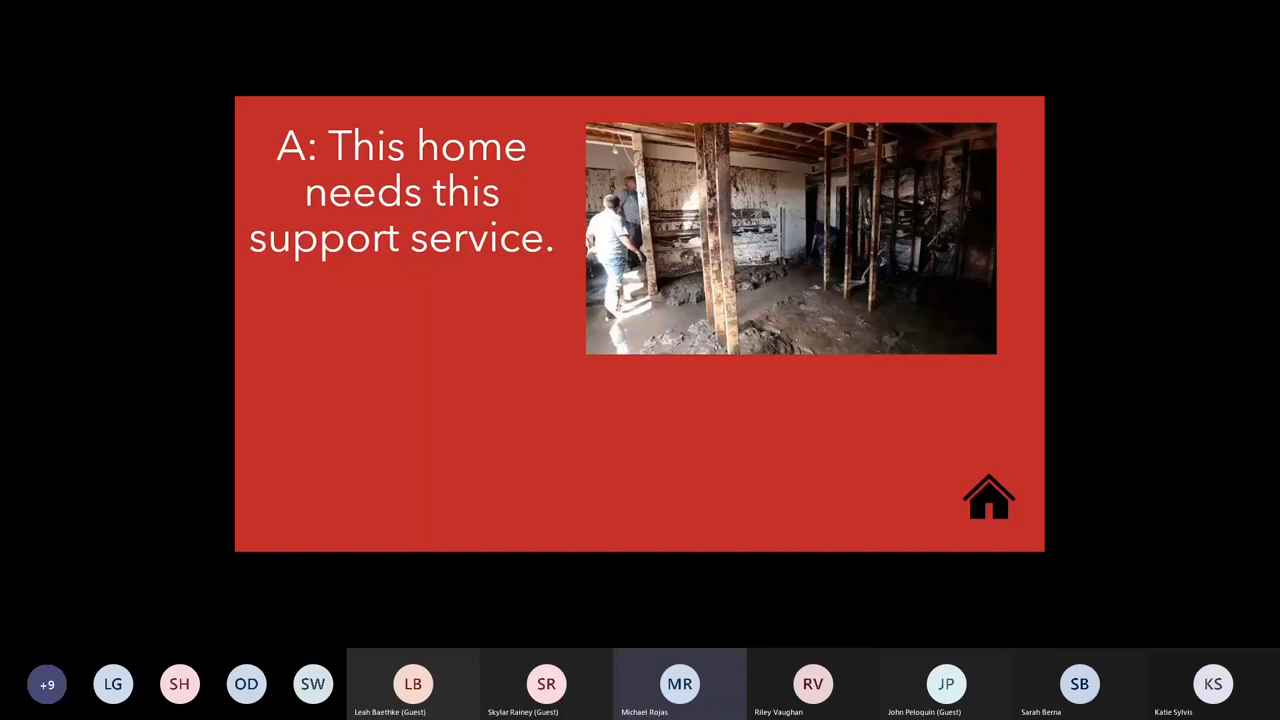 A: This home
needs this
support service.
+9
LG
SH
OD
SW
LB
SR
MR
RV
JP
SB
KS
Leah Baethke (Guest)
Skylar Rainey (Guest)
Michael Rojas
Riley Vaughan
John Peloquin (Guest)
Sarah Berna
Katie Sylvis